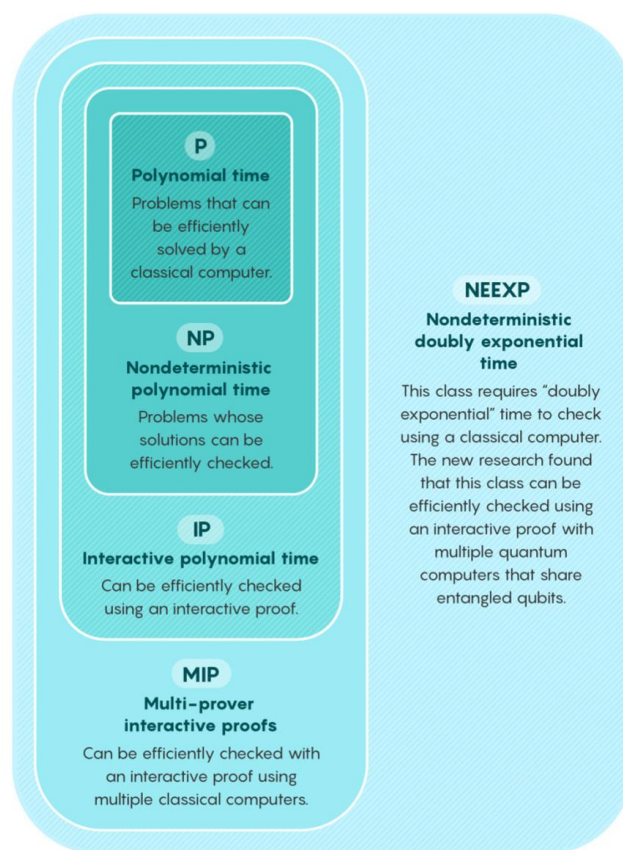 P
Polynomial time
Problems that can
be efficiently
solved by a
classical computer.
NP
Nondeterministic
polynomial time
Problems whose
solutions can be
efficiently checked.
IP
Interactive polynomial time
Can be efficiently checked
using an interactive proof.
MIP
Multi-prover
interactive proofs
Can be efficiently checked with
an interactive proof using
multiple classical computers.
NEEXP
Nondeterministic
doubly exponential
time
This class requires “doubly
exponential” time to check
using a classical computer.
The new research found
that this class can be
efficiently checked using
an interactive proof with
multiple quantum
computers that share
entangled qubits.